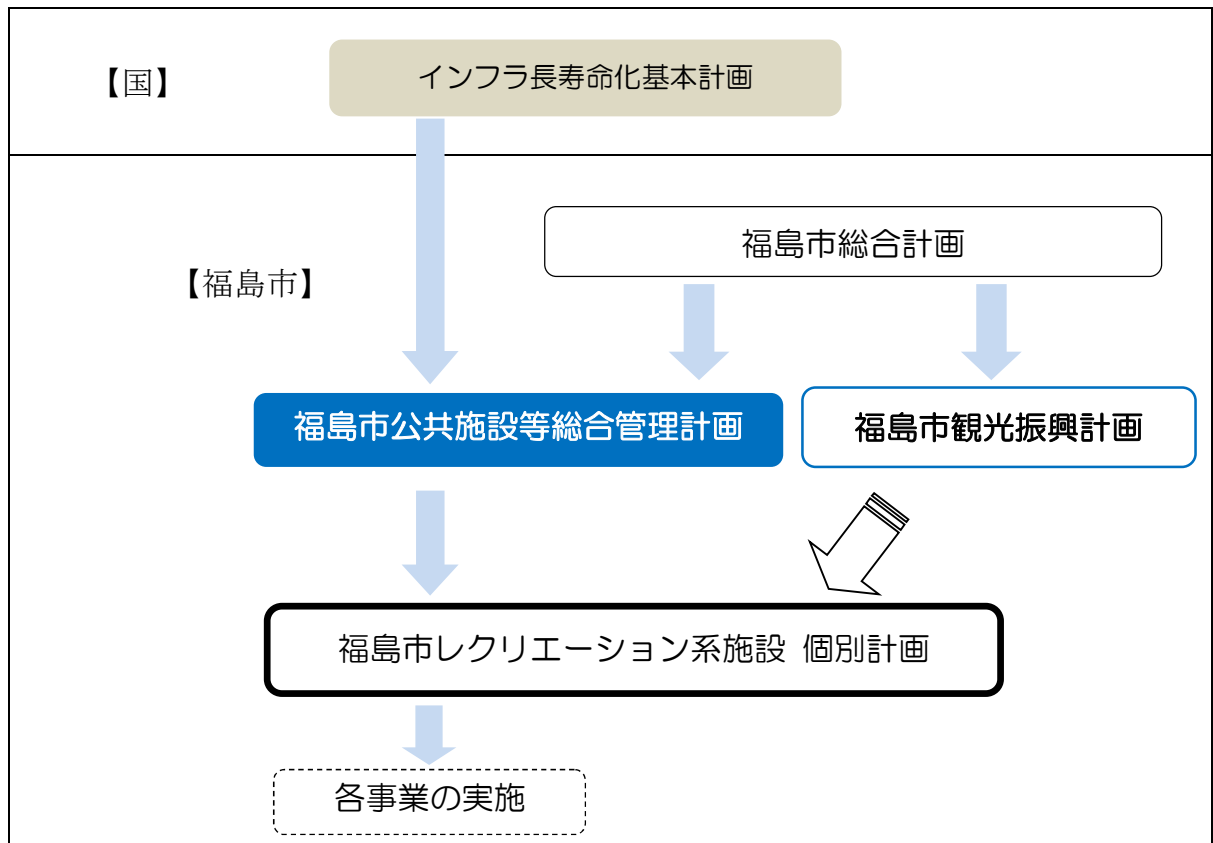 【国】
インフラ長寿命化基本計画
福島市総合計画
【福島市】
福島市公共施設等総合管理計画
福島市観光振興計画
福島市レクリエーション系施設 個別計画
各事業の実施